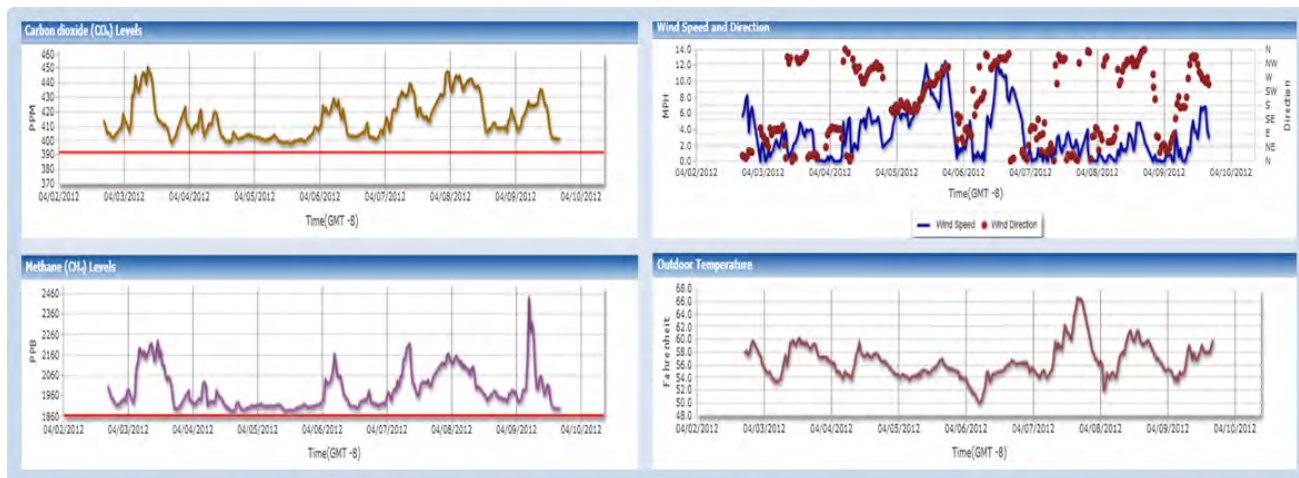 Carbon dioxide (CO₂) Levels
460
450
440
430
420
410
400
390
380
370
PPM
04/02/2012 04/03/2012 04/04/2012 04/05/2012 04/06/2012 04/07/2012 04/08/2012 04/09/2012 04/10/2012
Time(GMT -8)
Wind Speed and Direction
14.0 N
12.0 NW
W
10.0 SW
8.0 S
6.0 SE
4.0 E
2.0 NE
0.0 N
MPH
Direction
04/02/2012 04/03/2012 04/04/2012 04/05/2012 04/06/2012 04/07/2012 04/08/2012 04/09/2012 04/10/2012
Time(GMT -8)
Wind Speed Wind Direction
Methane (CH₄) Levels
2460
2360
2260
2160
2060
1960
1860
PPB
04/02/2012 04/03/2012 04/04/2012 04/05/2012 04/06/2012 04/07/2012 04/08/2012 04/09/2012 04/10/2012
Time(GMT -8)
Outdoor Temperature
68.0
66.0
64.0
62.0
60.0
58.0
56.0
54.0
52.0
50.0
48.0
Fahrenheit
04/02/2012 04/03/2012 04/04/2012 04/05/2012 04/06/2012 04/07/2012 04/08/2012 04/09/2012 04/10/2012
Time(GMT -8)